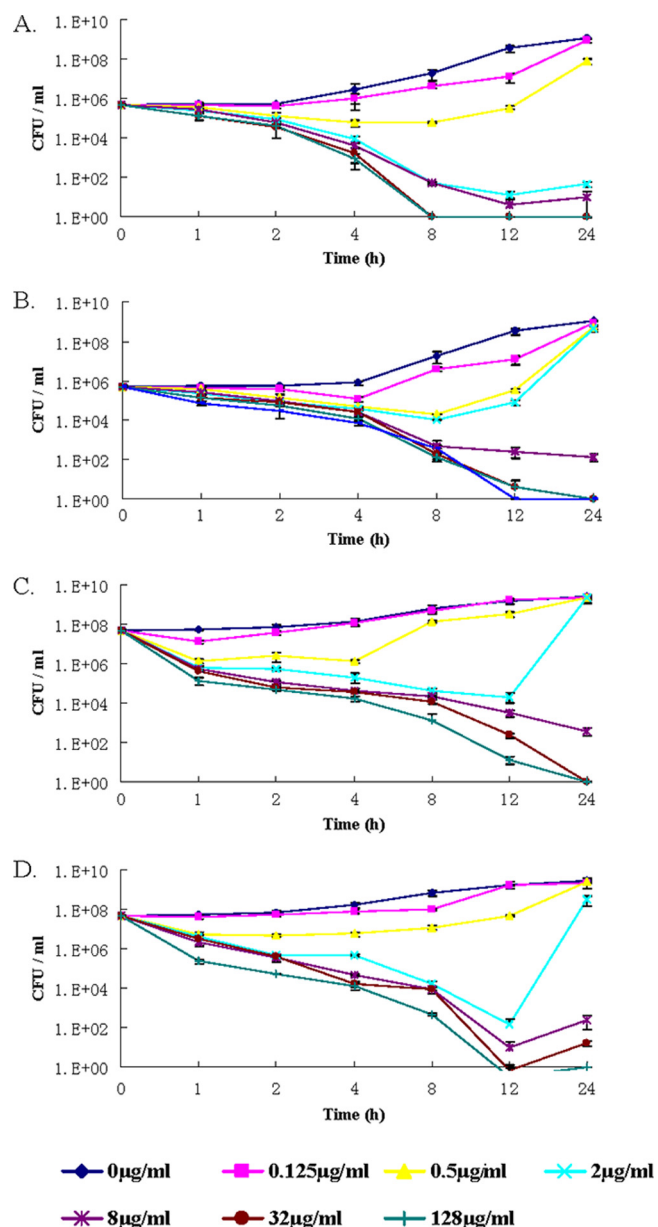 A.
1.E+10
1.E+08
1.E+06
1.E+04
1.E+02
1.E+00
CFU / ml
0 1 2 4 8 12 24
Time (h)
B.
1.E+10
1.E+08
1.E+06
1.E+04
1.E+02
1.E+00
CFU / ml
0 1 2 4 8 12 24
Time (h)
C.
1.E+10
1.E+08
1.E+06
1.E+04
1.E+02
1.E+00
CFU / ml
0 1 2 4 8 12 24
Time (h)
D.
1.E+10
1.E+08
1.E+06
1.E+04
1.E+02
1.E+00
CFU / ml
0 1 2 4 8 12 24
Time (h)
0µg/ml 0.125µg/ml 0.5µg/ml 2µg/ml
8µg/ml 32µg/ml 128µg/ml